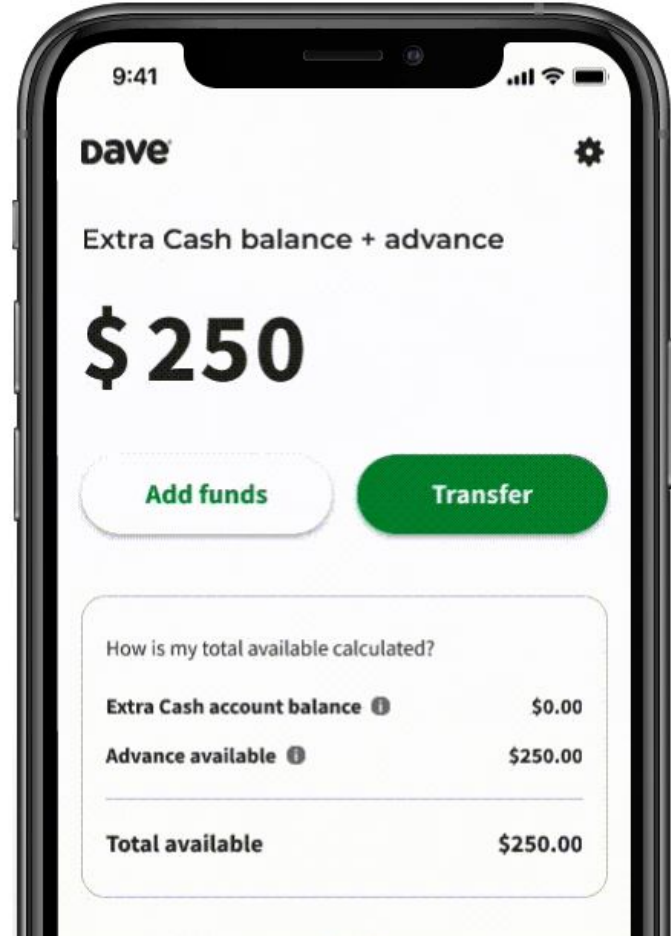 9:41
Dave
Extra Cash balance + advance
$250
Add funds
Transfer
How is my total available calculated?
Extra Cash account balance $0.00
Advance available $250.00
Total available $250.00